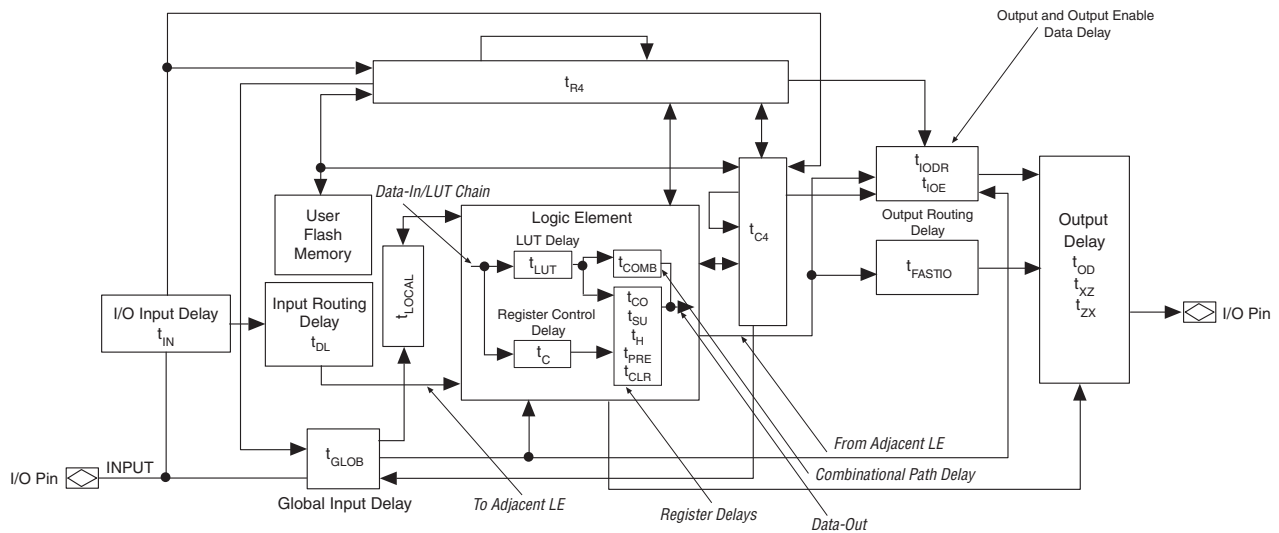 Output and Output Enable
Data Delay
tR4
tIODR
tIOE
Data-In/LUT Chain
User
Flash
Memory
Logic Element
LUT Delay
tLUT
tCOMB
tC4
Output Routing
Delay
tFASTIO
Output
Delay
tOD
tXZ
tZX
I/O Pin
tLOCAL
I/O Input Delay
tIN
Input Routing
Delay
tDL
Register Control
Delay
tC
tCO
tSU
tH
tPRE
tCLR
From Adjacent LE
I/O Pin
INPUT
tGLOB
Global Input Delay
To Adjacent LE
Register Delays
Combinational Path Delay
Data-Out